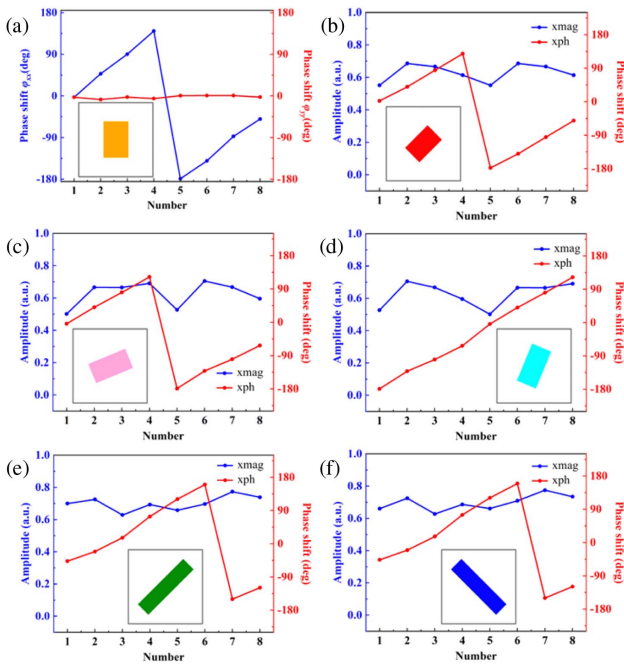 (a)
180
90
0
-90
-180
Phase shift φxx(deg)
180
90
0
-90
-180
Phase shift φyy(deg)
1 2 3 4 5 6 7 8
Number
(b)
1.0
0.8
0.6
0.4
0.2
0.0
Amplitude (a.u.)
xmag
xph
180
90
0
-90
-180
Phase shift (deg)
1 2 3 4 5 6 7 8
Number
(c)
1.0
0.8
0.6
0.4
0.2
0.0
Amplitude (a.u.)
xmag
xph
180
90
0
-90
-180
Phase shift (deg)
1 2 3 4 5 6 7 8
Number
(d)
1.0
0.8
0.6
0.4
0.2
0.0
Amplitude (a.u.)
xmag
xph
180
90
0
-90
-180
Phase shift (deg)
1 2 3 4 5 6 7 8
Number
(e)
1.0
0.8
0.6
0.4
0.2
0.0
Amplitude (a.u.)
xmag
xph
180
90
0
-90
-180
Phase shift (deg)
1 2 3 4 5 6 7 8
Number
(f)
1.0
0.8
0.6
0.4
0.2
0.0
Amplitude (a.u.)
xmag
xph
180
90
0
-90
-180
Phase shift (deg)
1 2 3 4 5 6 7 8
Number